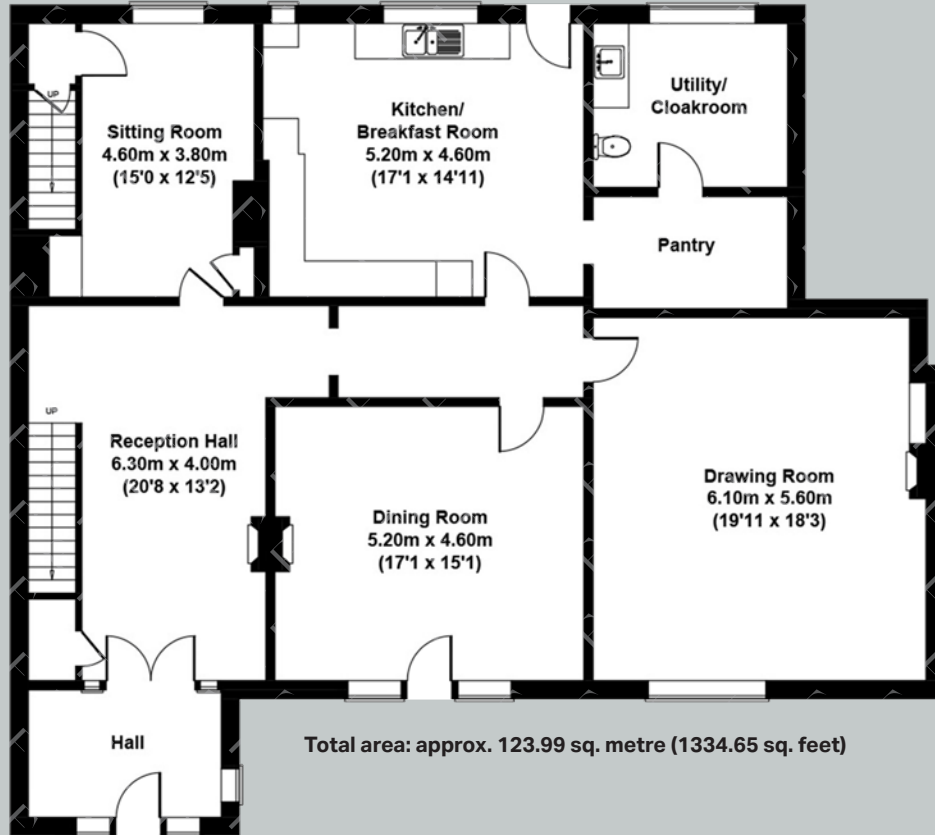 UP
Sitting Room
4.60m x 3.80m
(15'0 x 12'5)
Kitchen/
Breakfast Room
5.20m x 4.60m
(17'1 x 14'11)
Utility/
Cloakroom
Pantry
UP
Reception Hall
6.30m x 4.00m
(20'8 x 13'2)
Dining Room
5.20m x 4.60m
(17'1 x 15'1)
Drawing Room
6.10m x 5.60m
(19'11 x 18'3)
Hall
Total area: approx. 123.99 sq. metre (1334.65 sq. feet)